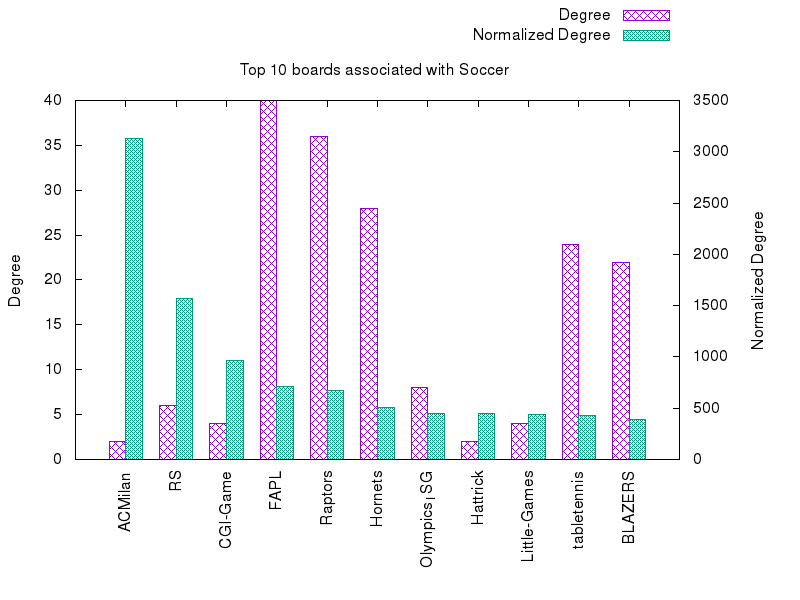 Degree
Normalized Degree
Top 10 boards associated with Soccer
40
35
30
25
20
15
10
5
0
3500
3000
2500
2000
1500
1000
500
0
Degree
Normalized Degree
ACMilan
RS
CGI-Game
FAPL
Raptors
Hornets
Olympics|SG
Hattrick
Little-Games
tabletennis
BLAZERS